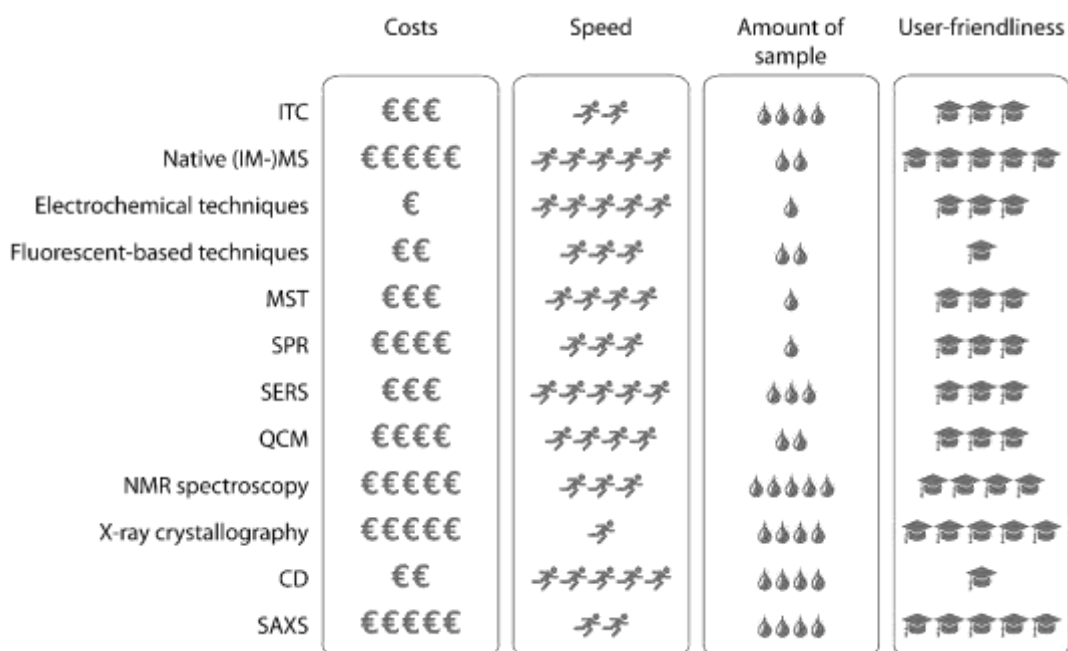 Costs Speed Amount of User-friendliness
sample
ITC €€€
Native (IM-)MS €€€€€
Electrochemical techniques €
Fluorescent-based techniques €€
MST €€€
SPR €€€€
SERS €€€
QCM €€€€
NMR spectroscopy €€€€€
X-ray crystallography €€€€€
CD €€
SAXS €€€€€